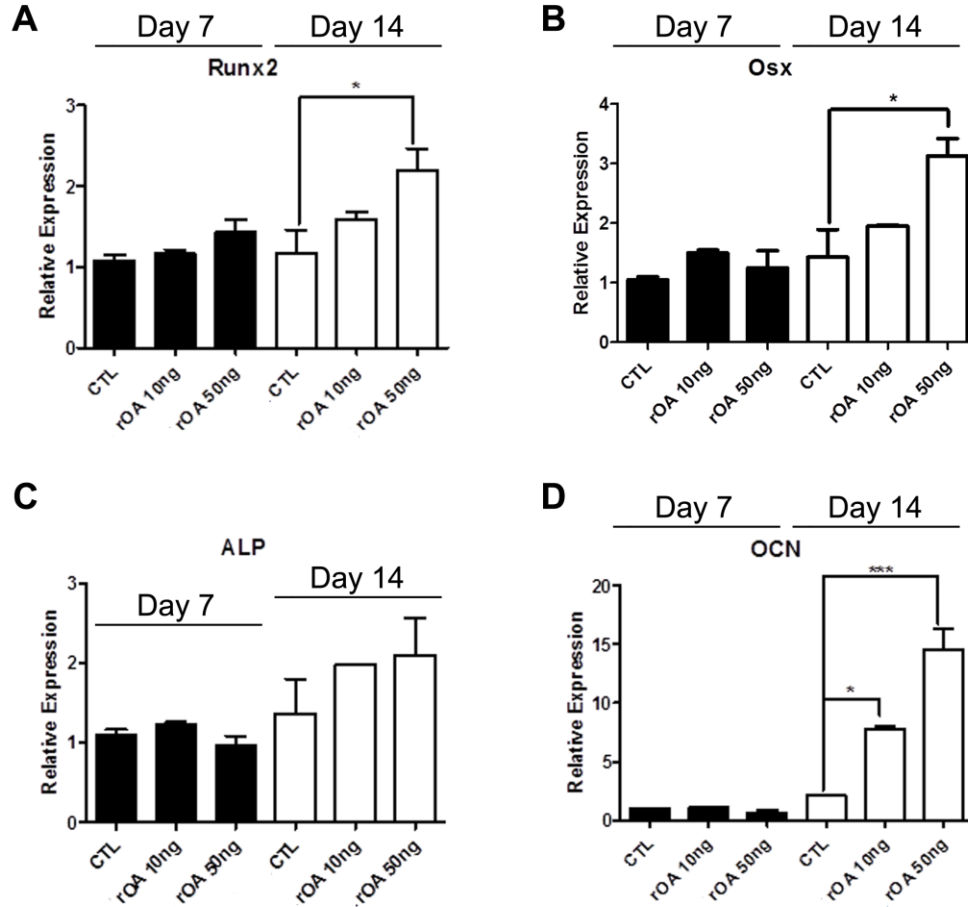 A
Day 7 Day 14
Runx2
*
Relative Expression
3
2
1
0
CTL
rOA 10ng
rOA 50ng
CTL
rOA 10ng
rOA 50ng
B
Day 7 Day 14
Osx
*
Relative Expression
4
3
2
1
0
CTL
rOA 10ng
rOA 50ng
CTL
rOA 10ng
rOA 50ng
C
ALP
Day 7 Day 14
Relative Expression
3
2
1
0
CTL
rOA 10ng
rOA 50ng
CTL
rOA 10ng
rOA 50ng
D
Day 7 Day 14
OCN
***
*
Relative Expression
20
15
10
5
0
CTL
rOA 10ng
rOA 50ng
CTL
rOA 10ng
rOA 50ng